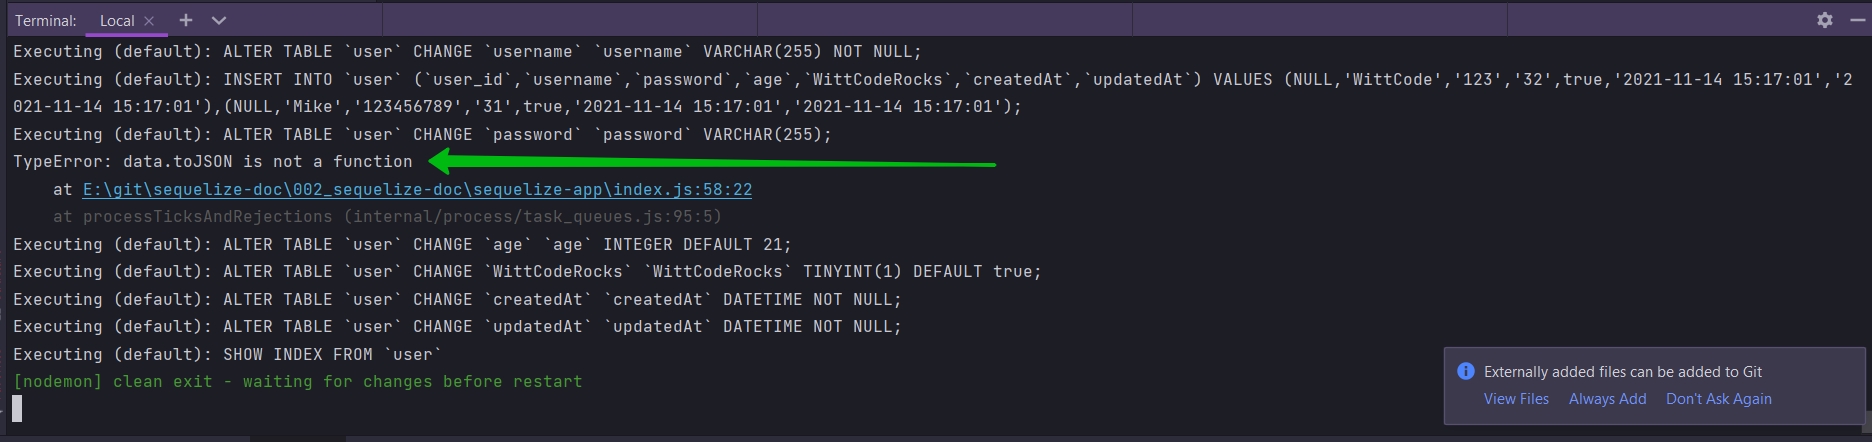 Terminal: Local
Executing (default): ALTER TABLE `user` CHANGE `username` `username` VARCHAR(255) NOT NULL;
Executing (default): INSERT INTO `user` (`user_id`,`username`,`password`,`age`,`WittCodeRocks`,`createdAt`,`updatedAt`) VALUES (NULL,'WittCode','123','32',true,'2021-11-14 15:17:01','2
021-11-14 15:17:01'),(NULL,'Mike','123456789','31',true,'2021-11-14 15:17:01','2021-11-14 15:17:01');
Executing (default): ALTER TABLE `user` CHANGE `password` `password` VARCHAR(255);
TypeError: data.toJSON is not a function
at E:\git\sequelize-doc\002_sequelize-doc\sequelize-app\index.js:58:22
at processTicksAndRejections (internal/process/task_queues.js:95:5)
Executing (default): ALTER TABLE `user` CHANGE `age` `age` INTEGER DEFAULT 21;
Executing (default): ALTER TABLE `user` CHANGE `WittCodeRocks` `WittCodeRocks` TINYINT(1) DEFAULT true;
Executing (default): ALTER TABLE `user` CHANGE `createdAt` `createdAt` DATETIME NOT NULL;
Executing (default): ALTER TABLE `user` CHANGE `updatedAt` `updatedAt` DATETIME NOT NULL;
Executing (default): SHOW INDEX FROM `user`
[nodemon] clean exit - waiting for changes before restart
Externally added files can be added to Git
View Files Always Add Don't Ask Again